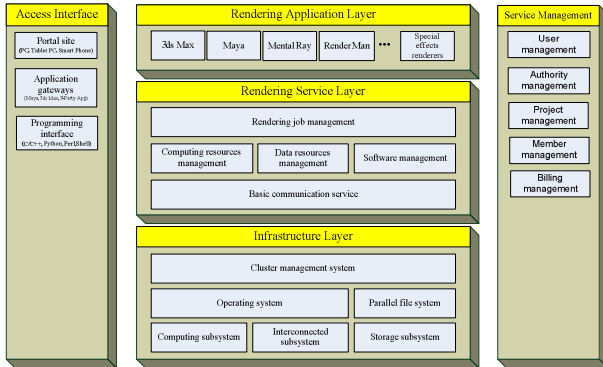 Access Interface
Portal site
(PC, Tablet PC, Smart Phone)
Application
gateways
(Maya, 3ds Max, 3-Party App)
Programming
interface
(C/C++, Python, Perl, Shell)
Rendering Application Layer
3ds Max
Maya
Mental Ray
RenderMan
•••
Special
effects
renderers
Rendering Service Layer
Rendering job management
Computing resources
management
Data resources
management
Software management
Basic communication service
Infrastructure Layer
Cluster management system
Operating system
Parallel file system
Computing subsystem
Interconnected
subsystem
Storage subsystem
Service Management
User
management
Authority
management
Project
management
Member
management
Billing
management